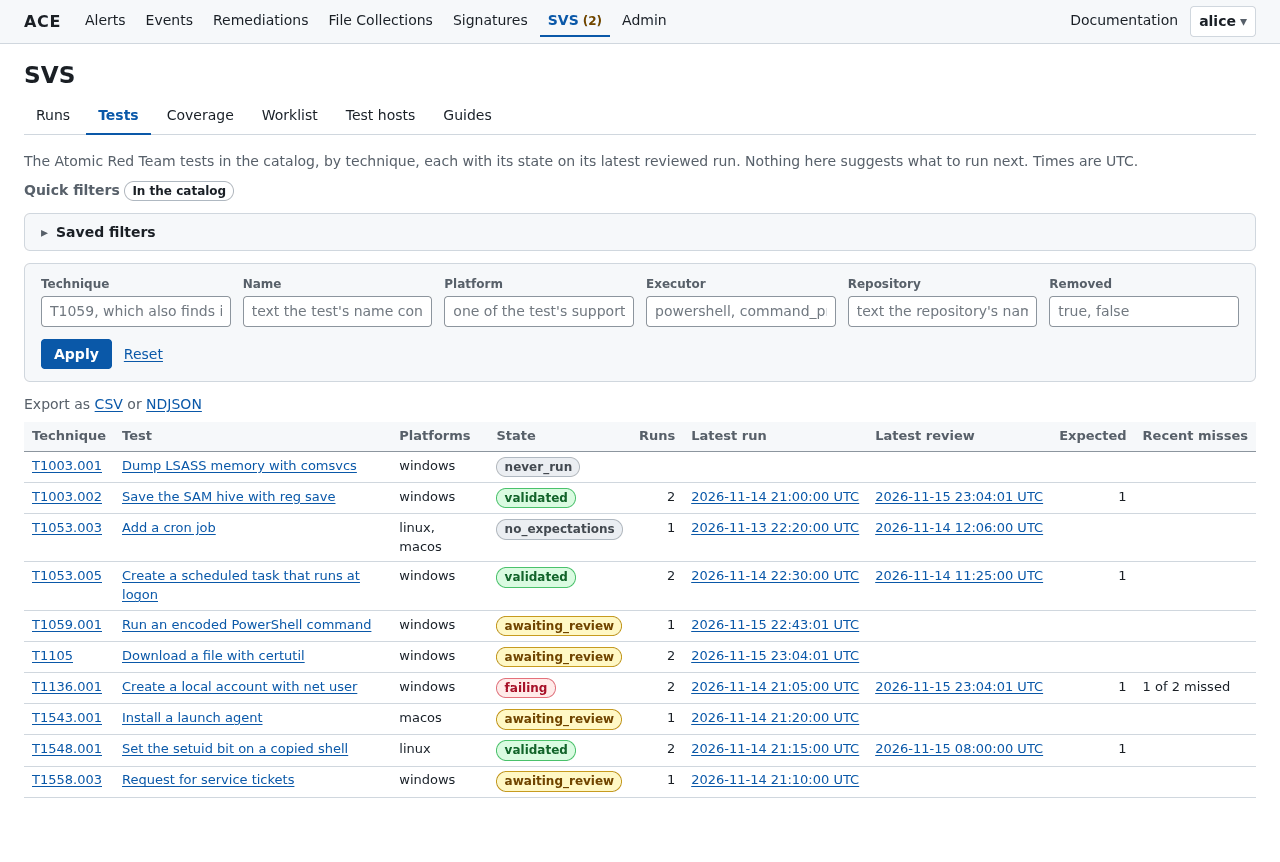 ACE Alerts Events Remediations File Collections Signatures SVS (2) Admin Documentation alice ▾
SVS
Runs Tests Coverage Worklist Test hosts Guides
The Atomic Red Team tests in the catalog, by technique, each with its state on its latest reviewed run. Nothing here suggests what to run next. Times are UTC.
Quick filters In the catalog
▸ Saved filters
Technique Name Platform Executor Repository Removed
T1059, which also finds text the test's name con one of the test's support powershell, command_p text the repository's nan true, false
Apply Reset
Export as CSV or NDJSON
Technique Test Platforms State Runs Latest run Latest review Expected Recent misses
T1003.001 Dump LSASS memory with comsvcs windows never_run
T1003.002 Save the SAM hive with reg save windows validated 2 2026-11-14 21:00:00 UTC 2026-11-15 23:04:01 UTC 1
T1053.003 Add a cron job linux, no_expectations 1 2026-11-13 22:20:00 UTC 2026-11-14 12:06:00 UTC
macos
T1053.005 Create a scheduled task that runs at windows validated 2 2026-11-14 22:30:00 UTC 2026-11-14 11:25:00 UTC 1
logon
T1059.001 Run an encoded PowerShell command windows awaiting_review 1 2026-11-15 22:43:01 UTC
T1105 Download a file with certutil windows awaiting_review 2 2026-11-15 23:04:01 UTC
T1136.001 Create a local account with net user windows failing 2 2026-11-14 21:05:00 UTC 2026-11-15 23:04:01 UTC 1 1 of 2 missed
T1543.001 Install a launch agent macos awaiting_review 1 2026-11-14 21:20:00 UTC
T1548.001 Set the setuid bit on a copied shell linux validated 2 2026-11-14 21:15:00 UTC 2026-11-15 08:00:00 UTC 1
T1558.003 Request for service tickets windows awaiting_review 1 2026-11-14 21:10:00 UTC